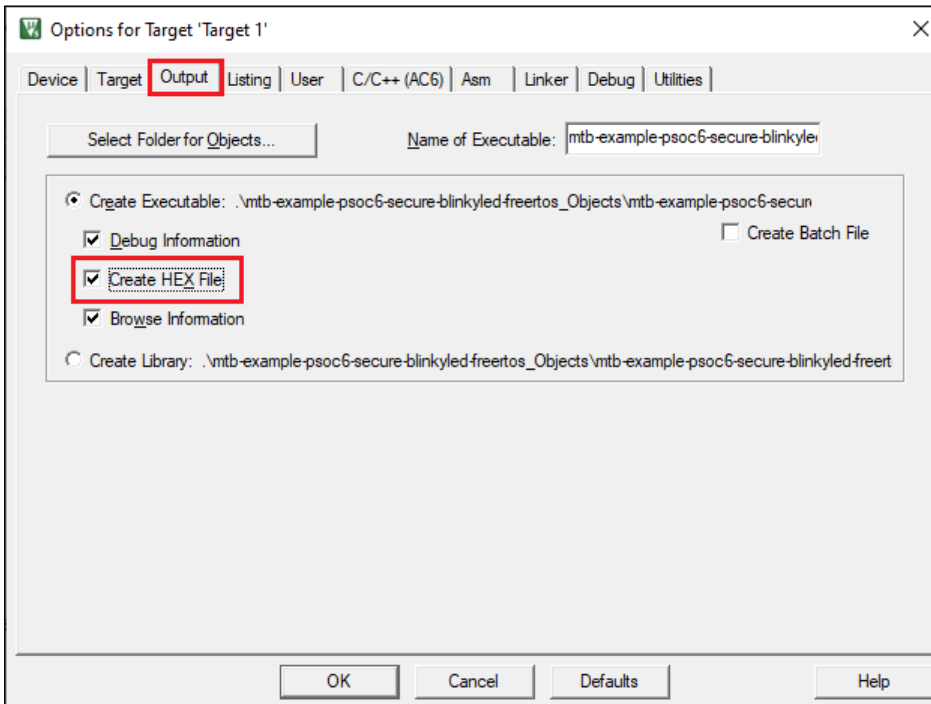 Options for Target 'Target 1'
Device Target Output Listing User C/C++ (AC6) Asm Linker Debug Utilities
Select Folder for Objects... Name of Executable: mtb-example-psoc6-secure-blinkyled
Create Executable: .\mtb-example-psoc6-secure-blinkyled-freertos_Objects\mtb-example-psoc6-secure
Debug Information Create Batch File
Create HEX File
Browse Information
Create Library: .\mtb-example-psoc6-secure-blinkyled-freertos_Objects\mtb-example-psoc6-secure-blinkyled-freert
OK Cancel Defaults Help